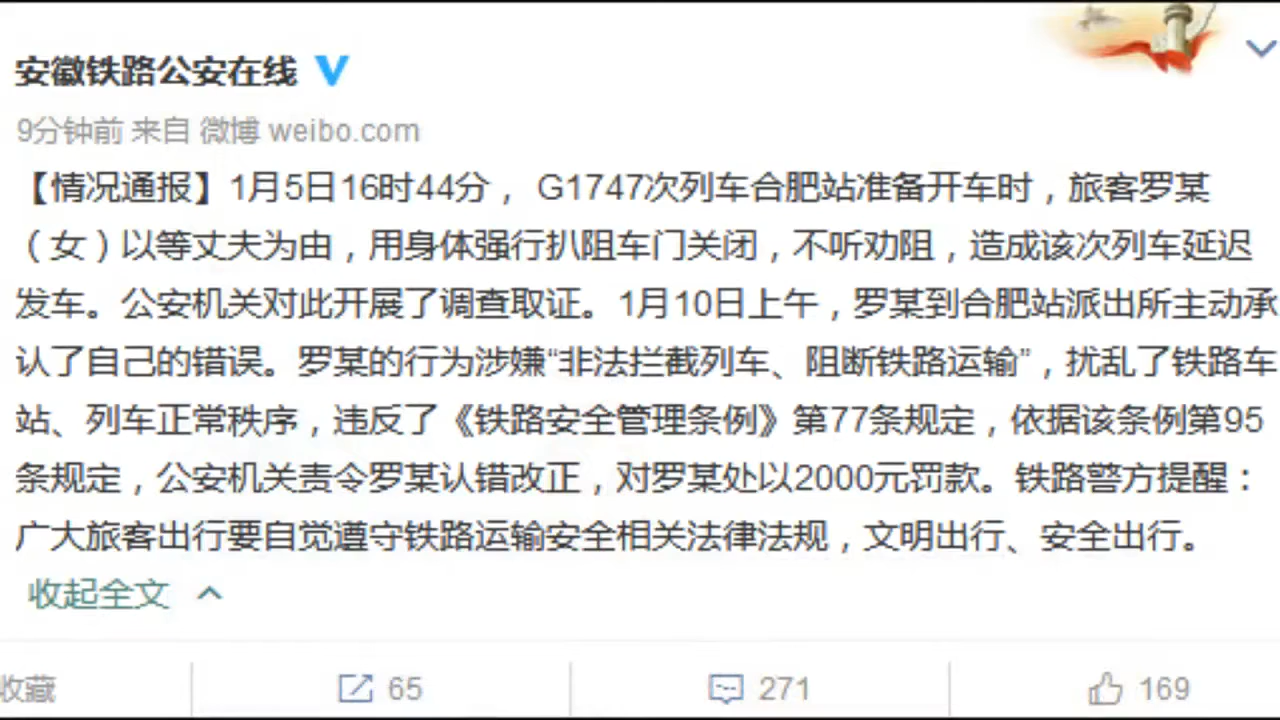 安徽铁路公安在线
9分钟前 来自 微博 weibo.com
【情况通报】1月5日16时44分， G1747次列车合肥站准备开车时，旅客罗某
（女）以等丈夫为由，用身体强行扒阻车门关闭，不听劝阻，造成该次列车延迟
发车。公安机关对此开展了调查取证。1月10日上午，罗某到合肥站派出所主动承
认了自己的错误。罗某的行为涉嫌“非法拦截列车、阻断铁路运输”，扰乱了铁路车
站、列车正常秩序，违反了《铁路安全管理条例》第77条规定，依据该条例第95
条规定，公安机关责令罗某认错改正，对罗某处以2000元罚款。铁路警方提醒：
广大旅客出行要自觉遵守铁路运输安全相关法律法规，文明出行、安全出行。
收起全文
收藏 65 271 169